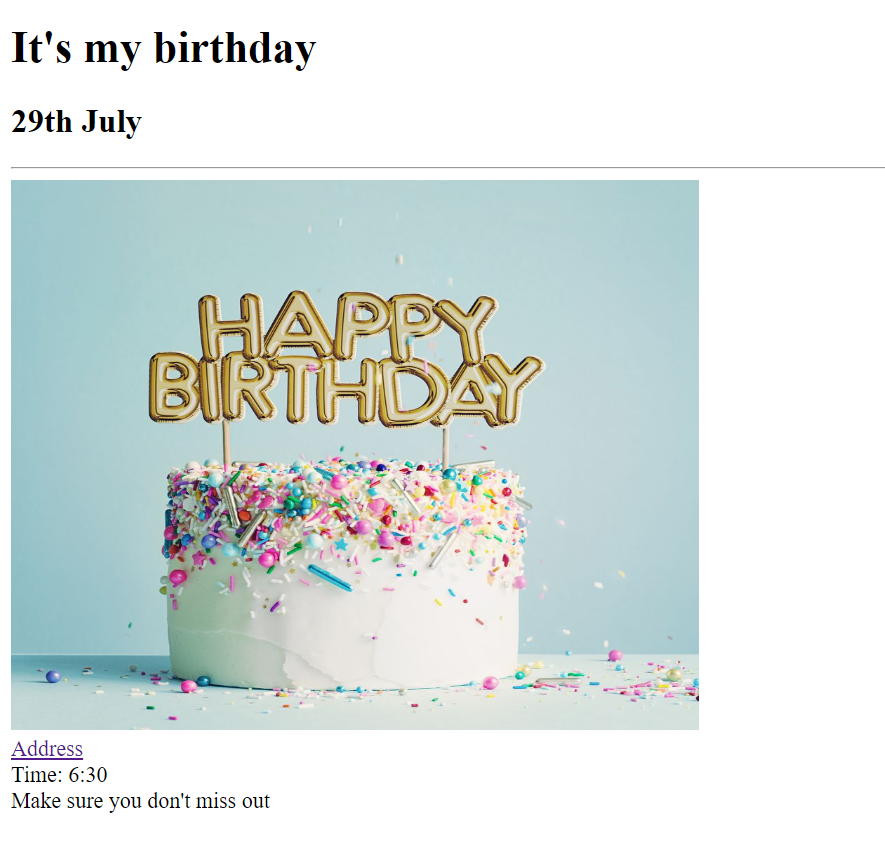 It's my birthday
29th July
HAPPY
BIRTHDAY
Address
Time: 6:30
Make sure you don't miss out